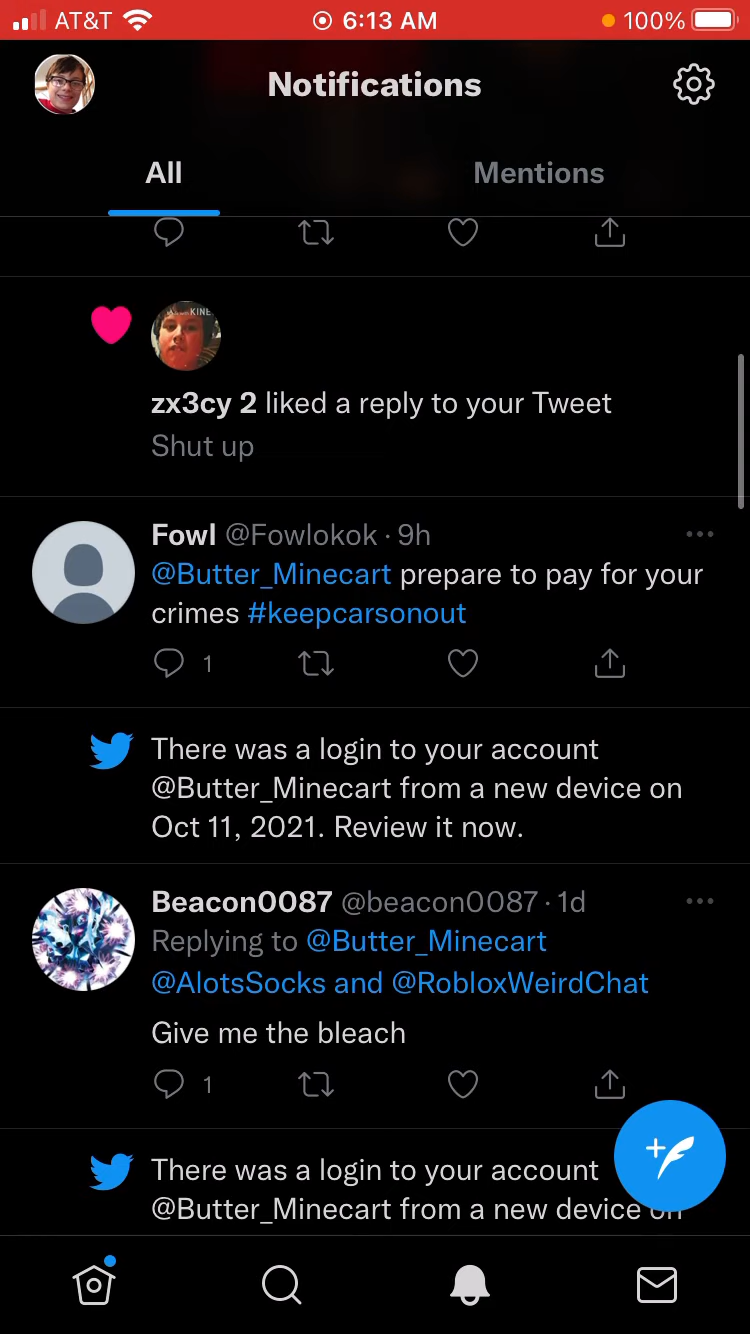 AT&T 6:13 AM 100%
Notifications
All Mentions
zx3cy 2 liked a reply to your Tweet
Shut up
Fowl @Fowlokok · 9h
@Butter_Minecart prepare to pay for your
crimes #keepcarsonout
1
There was a login to your account
@Butter_Minecart from a new device on
Oct 11, 2021. Review it now.
Beacon0087 @beacon0087 · 1d
Replying to @Butter_Minecart
@AlotsSocks and @RobloxWeirdChat
Give me the bleach
1
There was a login to your account
@Butter_Minecart from a new device on